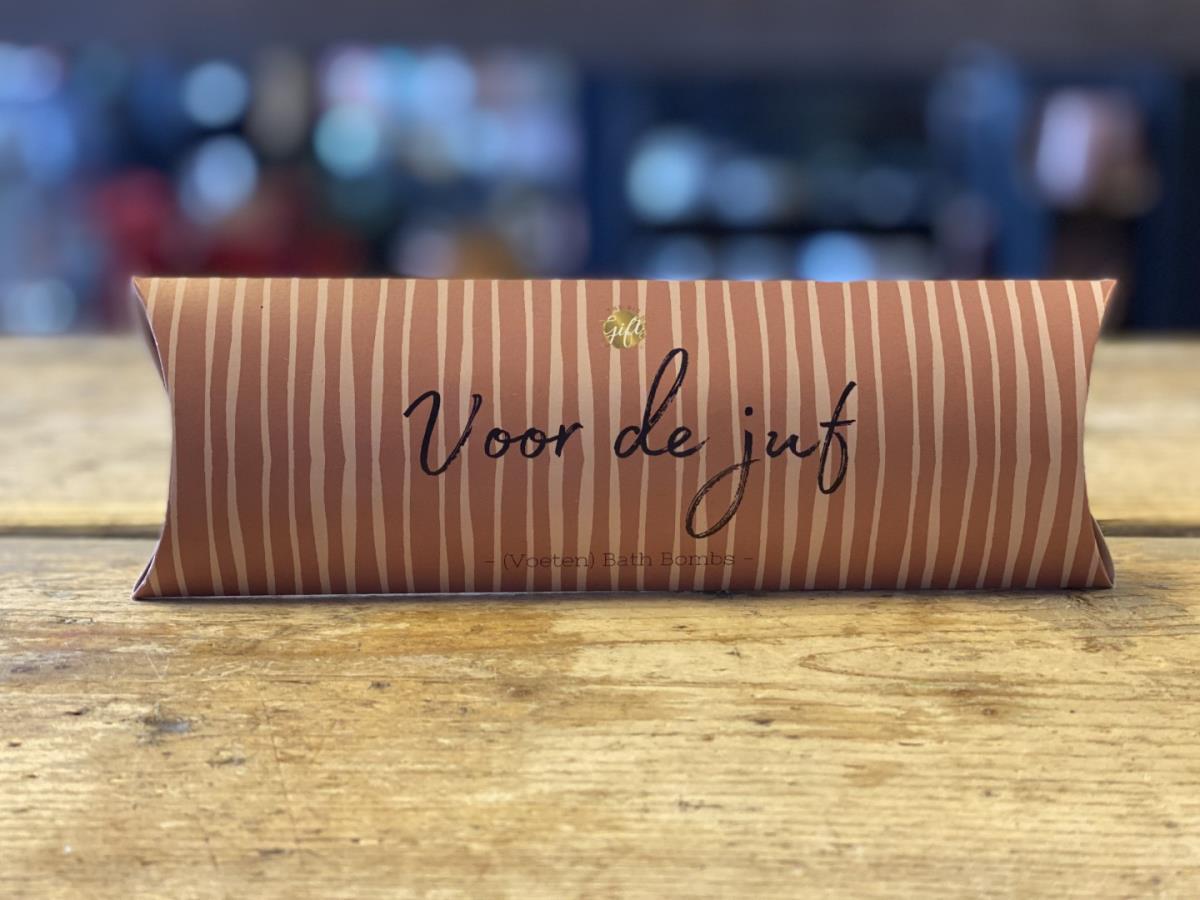 Gift
Voor de juf
- (Voeten) Bath Bombs -